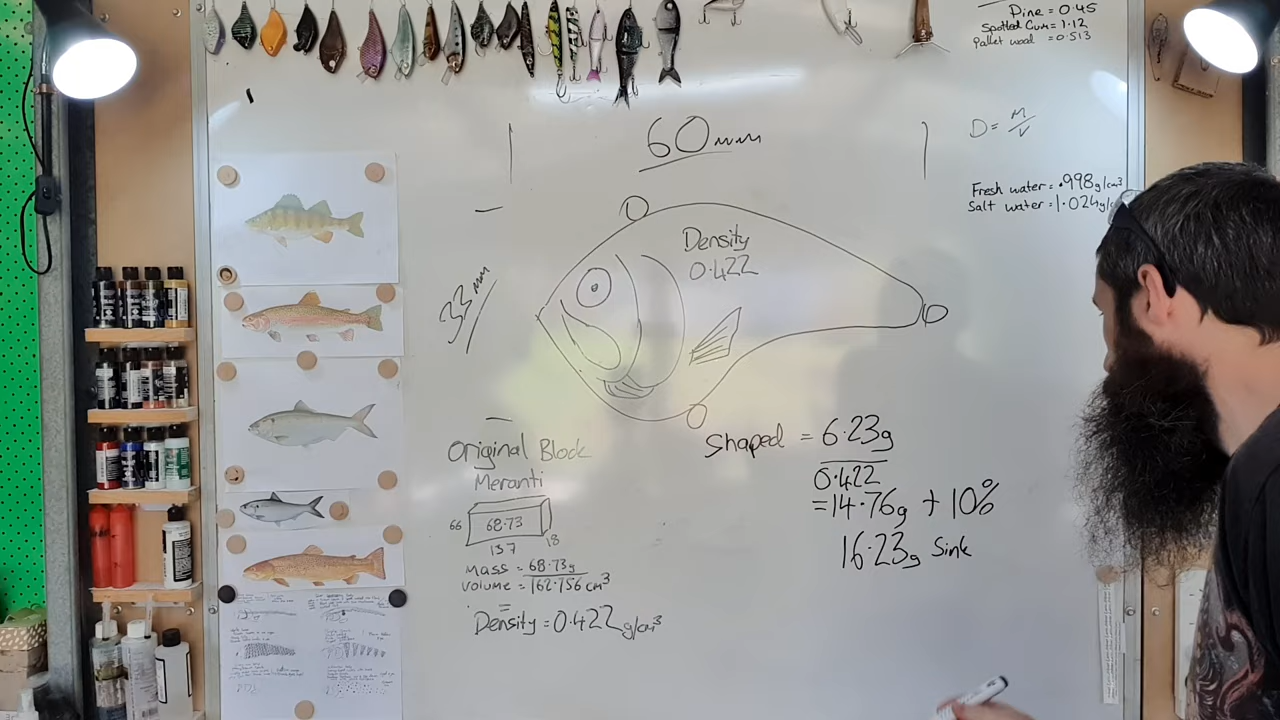 Pine = 0.45
Spotted Gum = 1.12
Pallet wood = 0.513
60mm
D = M/V
Fresh water = .998g/cm³
Salt water = 1.024g/
33mm
Density
0.422
Original Block
Meranti
66
68.73
137
18
Mass = 68.73g
Volume = 162.756 cm³
Density = 0.422 g/cm³
Shaped = 6.23g
0.422
=14.76g + 10%
16.23g Sink